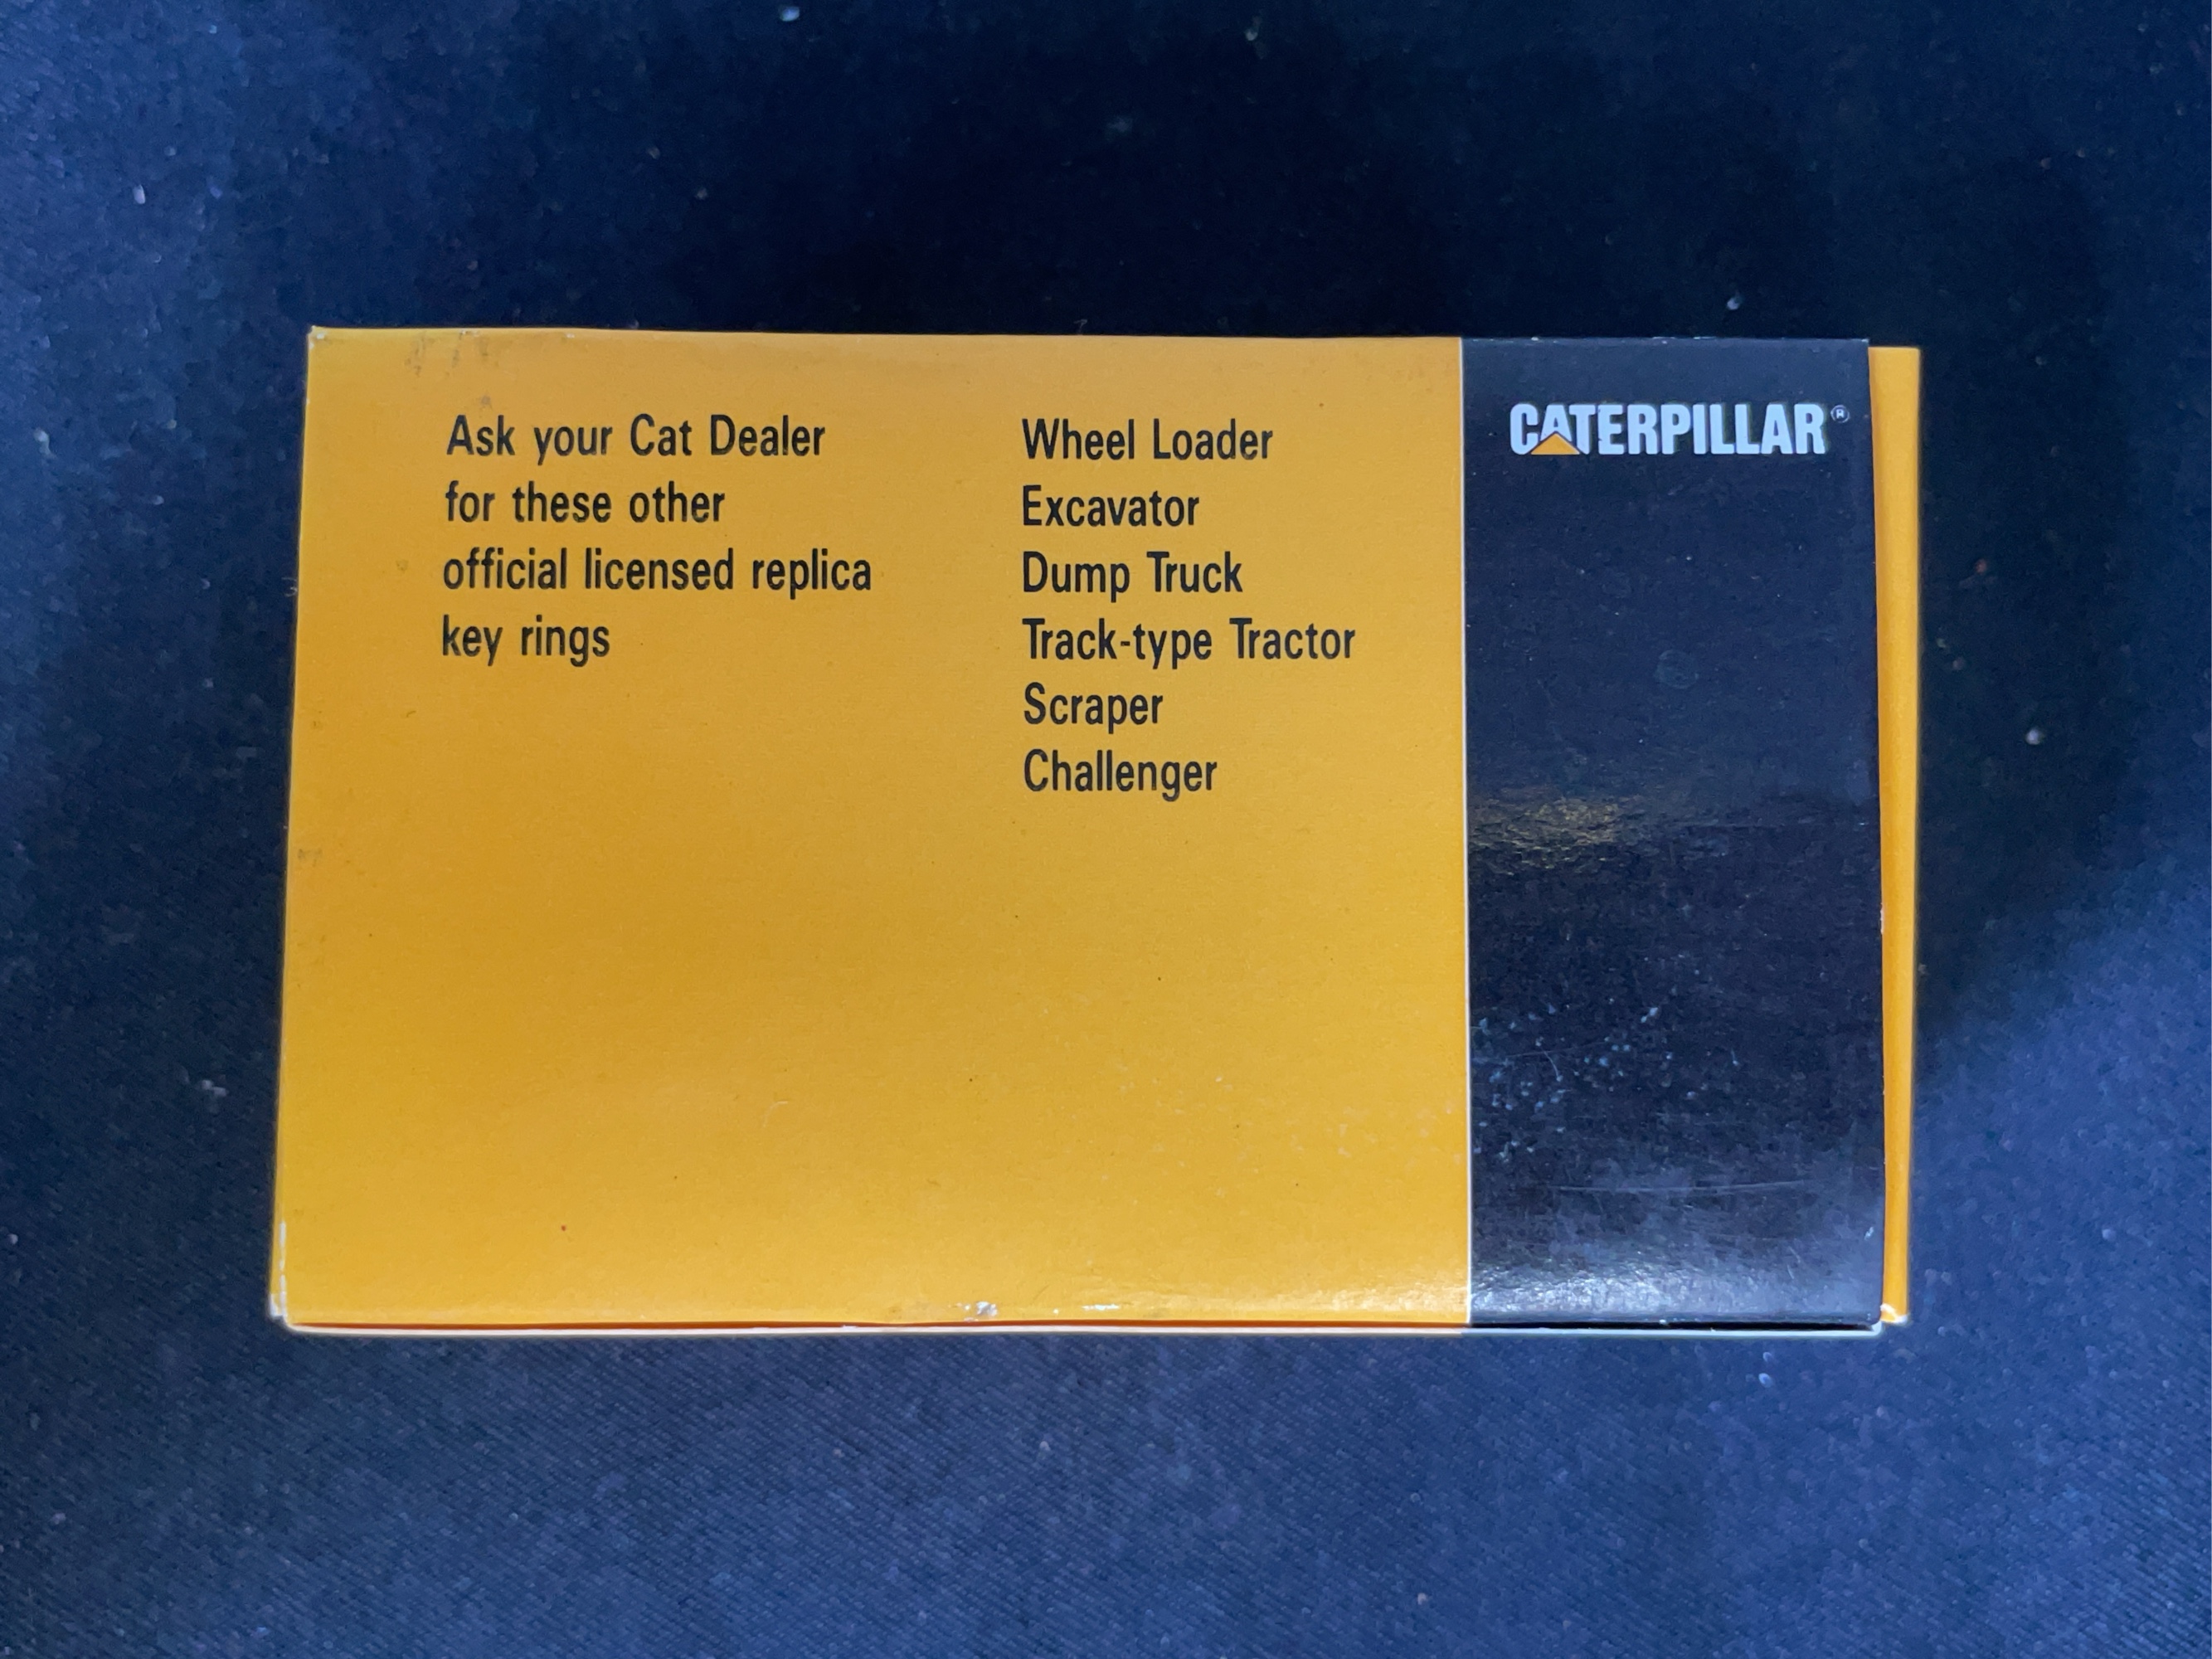 Ask your Cat Dealer
for these other
official licensed replica
key rings
Wheel Loader
Excavator
Dump Truck
Track-type Tractor
Scraper
Challenger
CATERPILLAR®